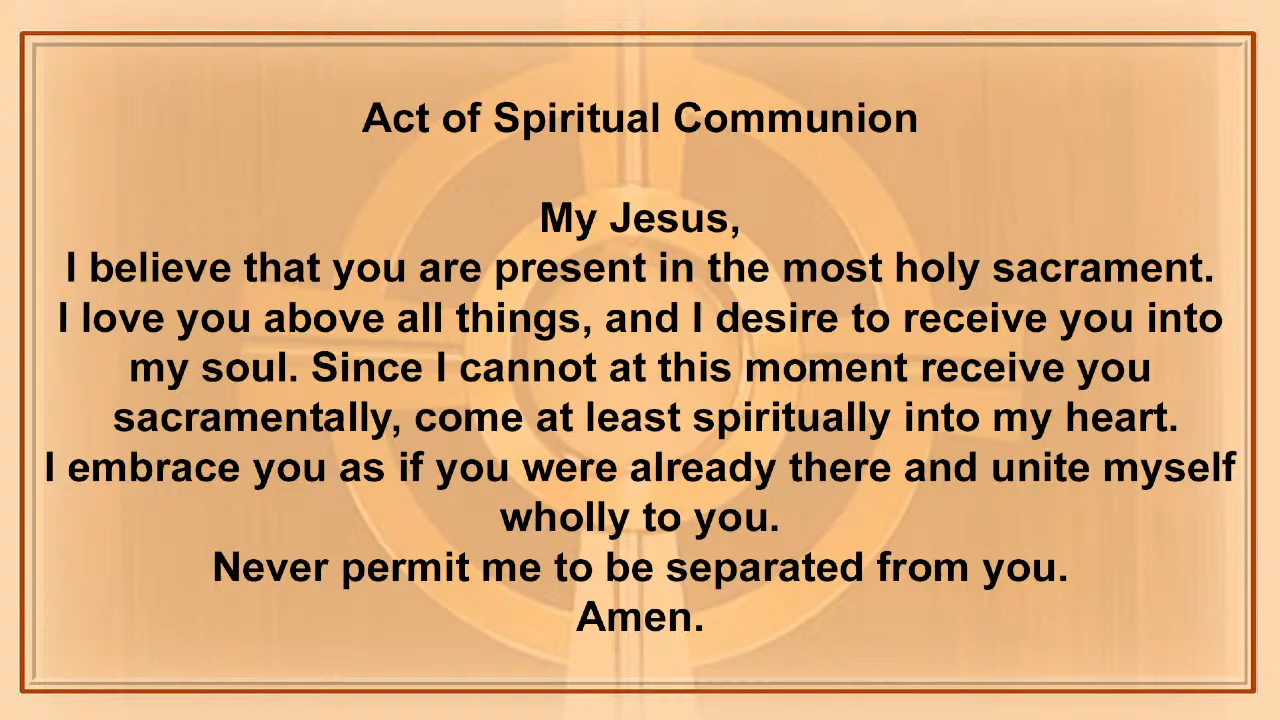 Act of Spiritual Communion
My Jesus,
I believe that you are present in the most holy sacrament.
I love you above all things, and I desire to receive you into
my soul. Since I cannot at this moment receive you
sacramentally, come at least spiritually into my heart.
I embrace you as if you were already there and unite myself
wholly to you.
Never permit me to be separated from you.
Amen.